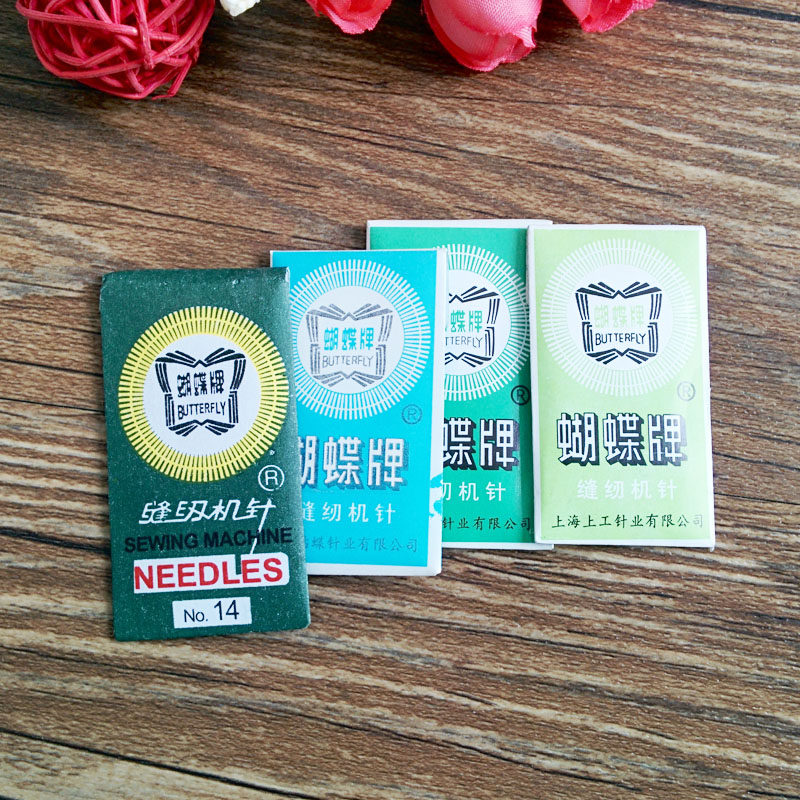 蝴蝶牌
BUTTERFLY
®
缝纫机针
SEWING MACHINE
NEEDLES
No. 14
蝴蝶牌
BUTTERFLY
®
蝴蝶牌
缝纫机针
蝶针业有限公司
蝴蝶牌
BUTTERFLY
®
蝶牌
纫机针
针业有限公司
蝴蝶牌
BUTTERFLY
®
蝴蝶牌
缝纫机针
上海上工针业有限公司